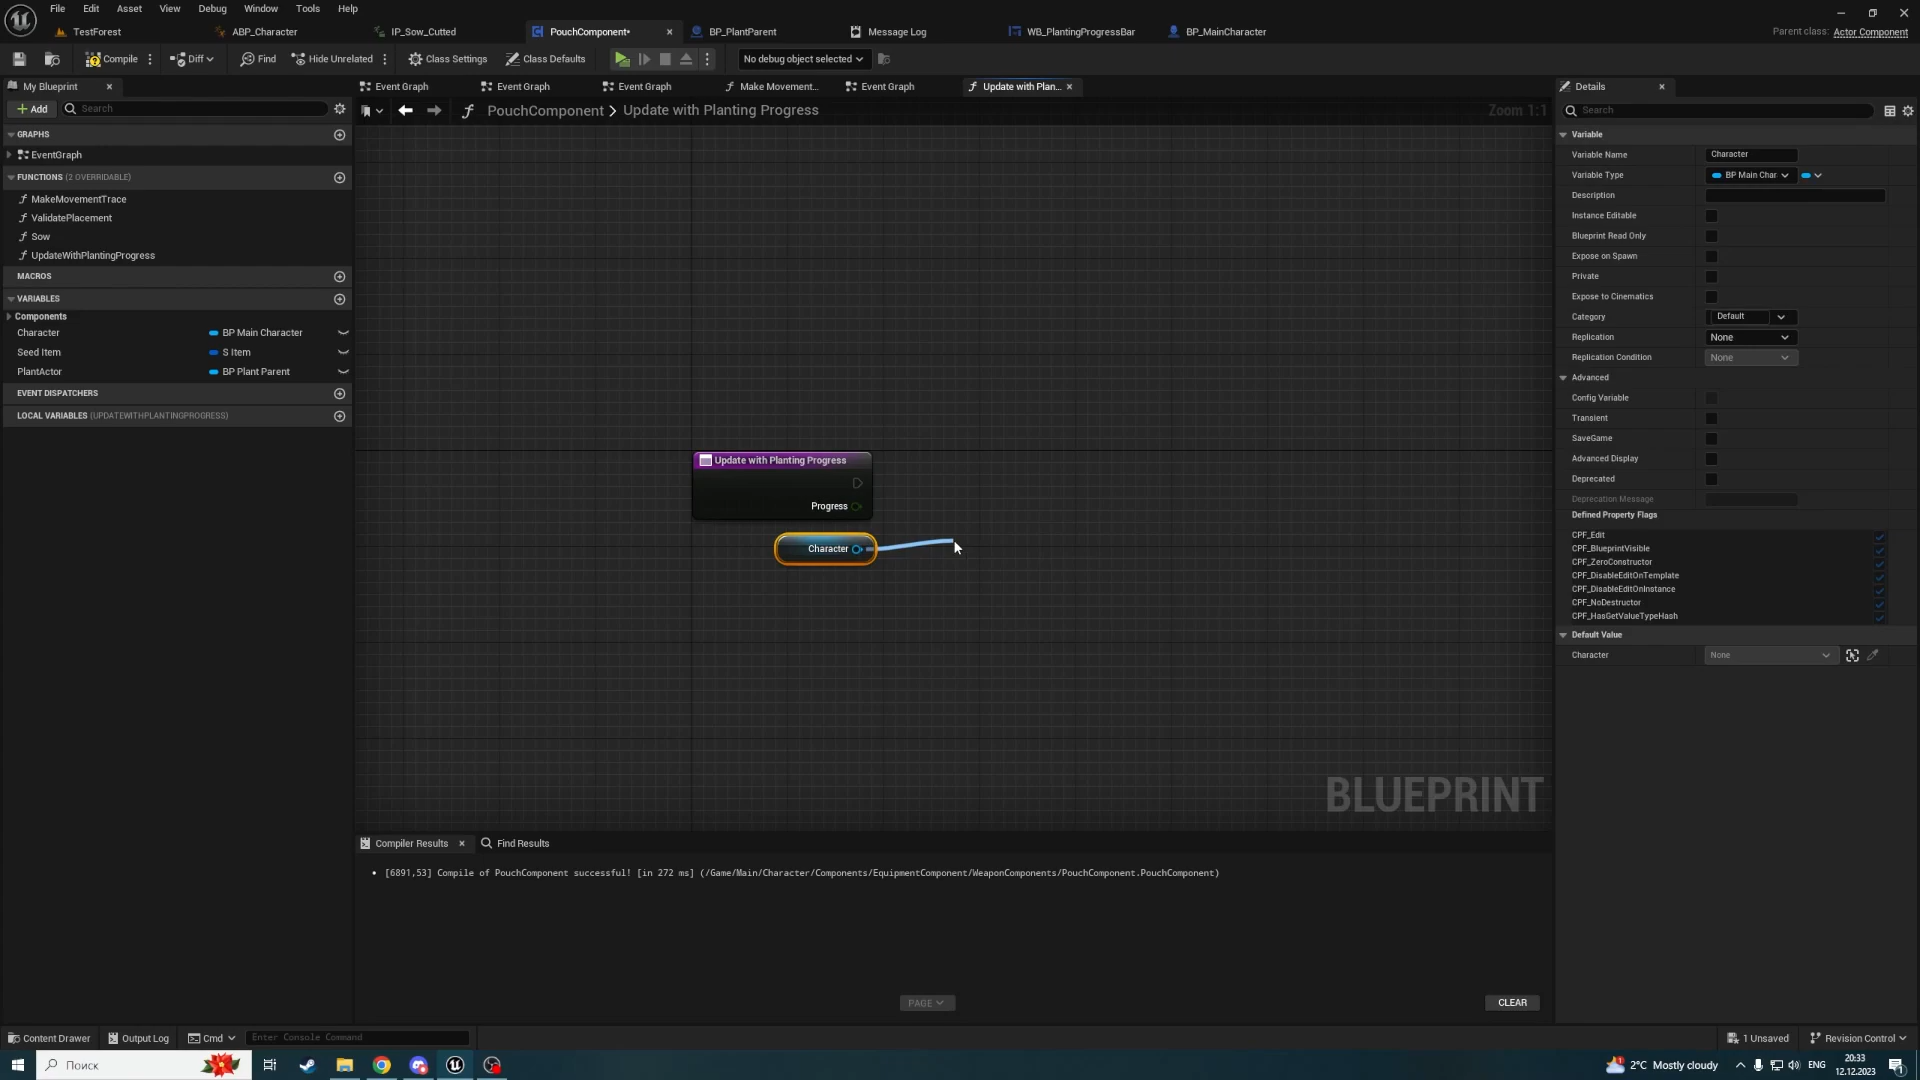 File Edit Asset View Debug Window Tools Help
TestForest ABP_Character IP_Sow_Cutted PouchComponent* BP_PlantParent Message Log WB_PlantingProgressBar BP_MainCharacter Parent class: Actor Component
Compile Diff Find Hide Unrelated Class Settings Class Defaults No debug object selected
My Blueprint Event Graph Event Graph Event Graph Make Movement... Event Graph Update with Plan... Details
Add Search PouchComponent > Update with Planting Progress Zoom 1:1 Search
GRAPHS
EventGraph
FUNCTIONS (2 OVERRIDABLE)
MakeMovementTrace
ValidatePlacement
Sow
UpdateWithPlantingProgress
MACROS
VARIABLES
Components
Character BP Main Character
Seed Item S Item
PlantActor BP Plant Parent
EVENT DISPATCHERS
LOCAL VARIABLES (UPDATEWITHPLANTINGPROGRESS)
Update with Planting Progress
Progress
Character
BLUEPRINT
Variable
Variable Name Character
Variable Type BP Main Char
Description
Instance Editable
Blueprint Read Only
Expose on Spawn
Private
Expose to Cinematics
Category Default
Replication None
Replication Condition None
Advanced
Config Variable
Transient
SaveGame
Advanced Display
Deprecated
Deprecation Message
Defined Property Flags
CPF_Edit
CPF_BlueprintVisible
CPF_ZeroConstructor
CPF_DisableEditOnTemplate
CPF_DisableEditOnInstance
CPF_NoDestructor
CPF_HasGetValueTypeHash
Default Value
Character None
Compiler Results Find Results
• [6891,53] Compile of PouchComponent successful! [in 272 ms] (/Game/Main/Character/Components/EquipmentComponent/WeaponComponents/PouchComponent.PouchComponent)
PAGE CLEAR
Content Drawer Output Log Cmd Enter Console Command 1 Unsaved Revision Control
Поиск 1 2°C Mostly cloudy ENG 20:33
12.12.2023 1